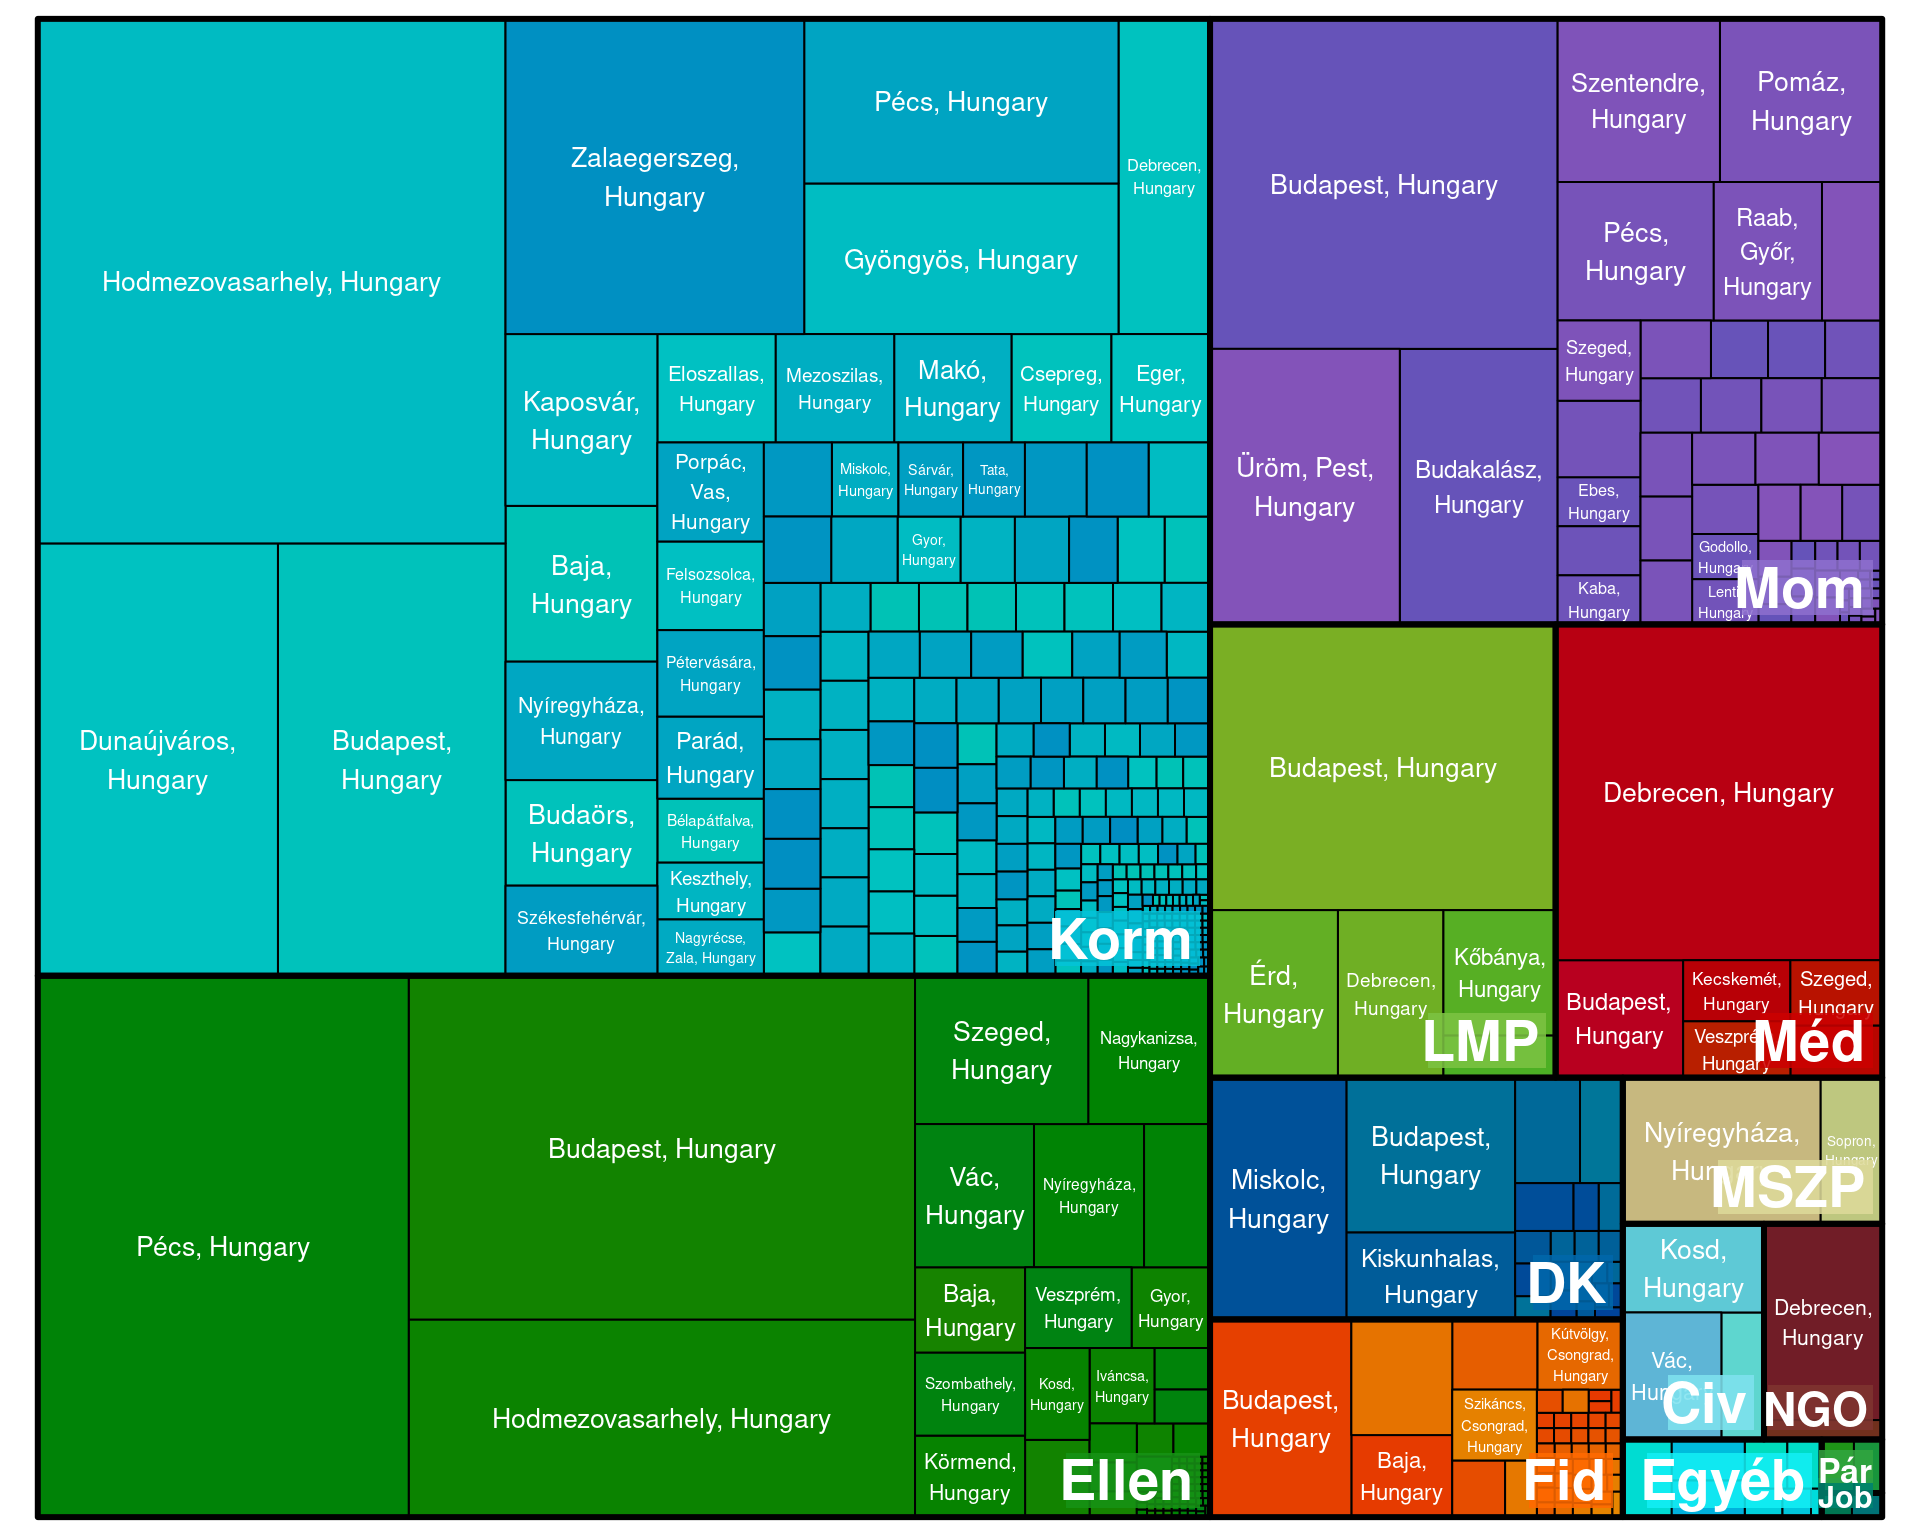 Hodmezovasarhely, Hungary
Zalaegerszeg,
Hungary
Pécs, Hungary
Gyöngyös, Hungary
Debrecen,
Hungary
Dunaújváros,
Hungary
Budapest,
Hungary
Kaposvár,
Hungary
Baja,
Hungary
Nyíregyháza,
Hungary
Budaörs,
Hungary
Székesfehérvár,
Hungary
Eloszallas,
Hungary
Mezoszilas,
Hungary
Makó,
Hungary
Csepreg,
Hungary
Eger,
Hungary
Porpác,
Vas,
Hungary
Felsozsolca,
Hungary
Pétervására,
Hungary
Parád,
Hungary
Bélapátfalva,
Hungary
Keszthely,
Hungary
Nagyrécse,
Zala, Hungary
Miskolc,
Hungary
Sárvár,
Hungary
Tata,
Hungary
Gyor,
Hungary
Korm
Budapest, Hungary
Szentendre,
Hungary
Pomáz,
Hungary
Pécs,
Hungary
Raab,
Győr,
Hungary
Üröm, Pest,
Hungary
Budakalász,
Hungary
Szeged,
Hungary
Ebes,
Hungary
Kaba,
Hungary
Godollo,
Hungary
Lenti,
Hungary
Mom
Budapest, Hungary
Érd,
Hungary
Debrecen,
Hungary
Kőbánya,
Hungary
LMP
Debrecen, Hungary
Budapest,
Hungary
Kecskemét,
Hungary
Veszprém,
Hungary
Szeged,
Hungary
Méd
Pécs, Hungary
Budapest, Hungary
Hodmezovasarhely, Hungary
Szeged,
Hungary
Nagykanizsa,
Hungary
Vác,
Hungary
Nyíregyháza,
Hungary
Baja,
Hungary
Veszprém,
Hungary
Gyor,
Hungary
Szombathely,
Hungary
Kosd,
Hungary
Iváncsa,
Hungary
Körmend,
Hungary
Ellen
Miskolc,
Hungary
Budapest,
Hungary
Kiskunhalas,
Hungary
DK
Nyíregyháza,
Hungary
Sopron,
Hungary
MSZP
Kosd,
Hungary
Vác,
Hungary
Civ
Debrecen,
Hungary
NGO
Budapest,
Hungary
Baja,
Hungary
Kútvölgy,
Csongrad,
Hungary
Szikáncs,
Csongrad,
Hungary
Fid
Egyéb
Pár
Job